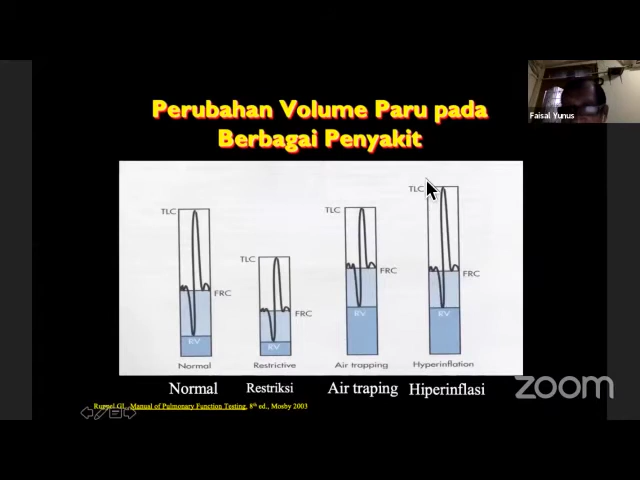 Perubahan Volume Paru pada
Berbagai Penyakit
Faisal Yunus
TLC
FRC
RV
Normal
TLC
FRC
RV
Restrictive
TLC
FRC
RV
Air trapping
TLC
FRC
RV
Hyperinflation
Normal
Restriksi
Air traping
Hiperinflasi
zoom
Ruppel GL, Manual of Pulmonary Function Testing, 8th ed., Mosby 2003